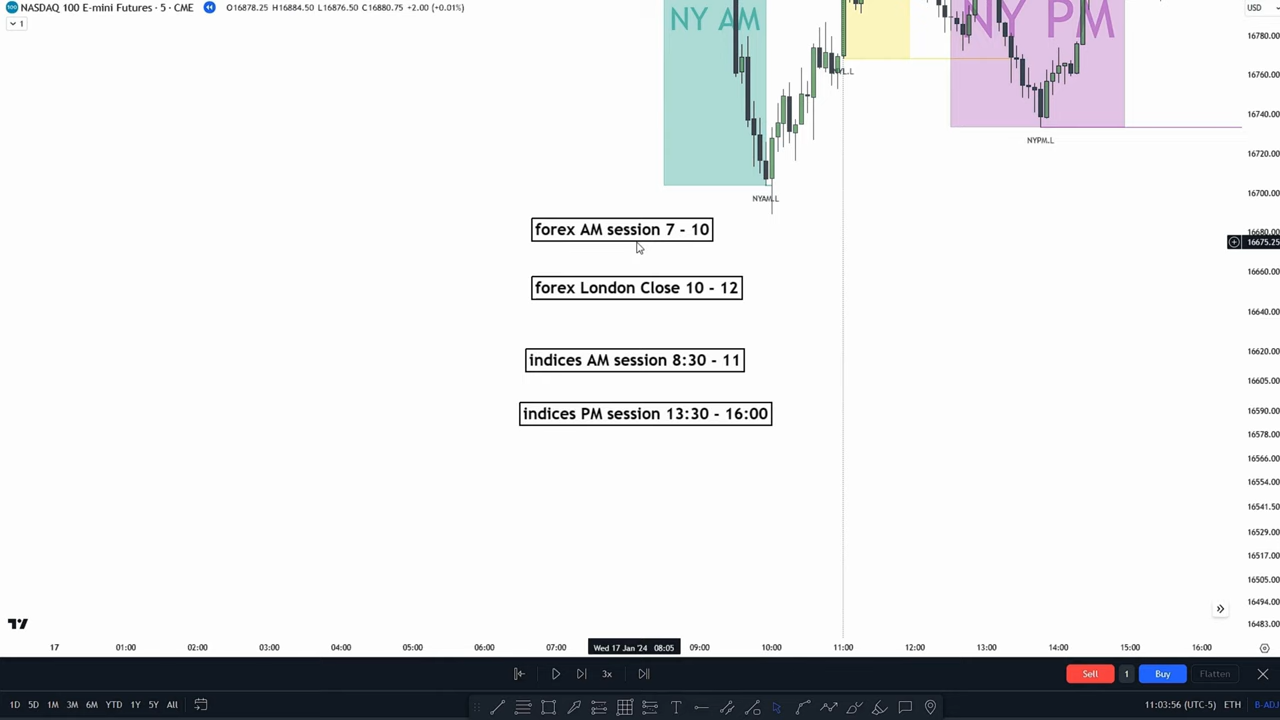 NASDAQ 100 E-mini Futures · 5 · CME O16878.25 H16884.50 L16876.50 C16880.75 +2.00 (+0.01%)
USD
1
NY AM
NY PM
16780.00
16760.00
16740.00
NYPM.L
16720.00
16700.00
NYAM.L
forex AM session 7 - 10
16680.00
16675.25
16660.00
forex London Close 10 - 12
16640.00
16620.00
indices AM session 8:30 - 11
16605.00
16590.00
indices PM session 13:30 - 16:00
16578.00
16566.00
16554.00
16541.50
16529.00
16517.00
16505.00
16494.00
16483.00
17 01:00 02:00 03:00 04:00 05:00 06:00 07:00 Wed 17 Jan '24 08:05 09:00 10:00 11:00 12:00 13:00 14:00 15:00 16:00
3x Sell 1 Buy Flatten
1D 5D 1M 3M 6M YTD 1Y 5Y All 11:03:56 (UTC-5) ETH B-ADJ